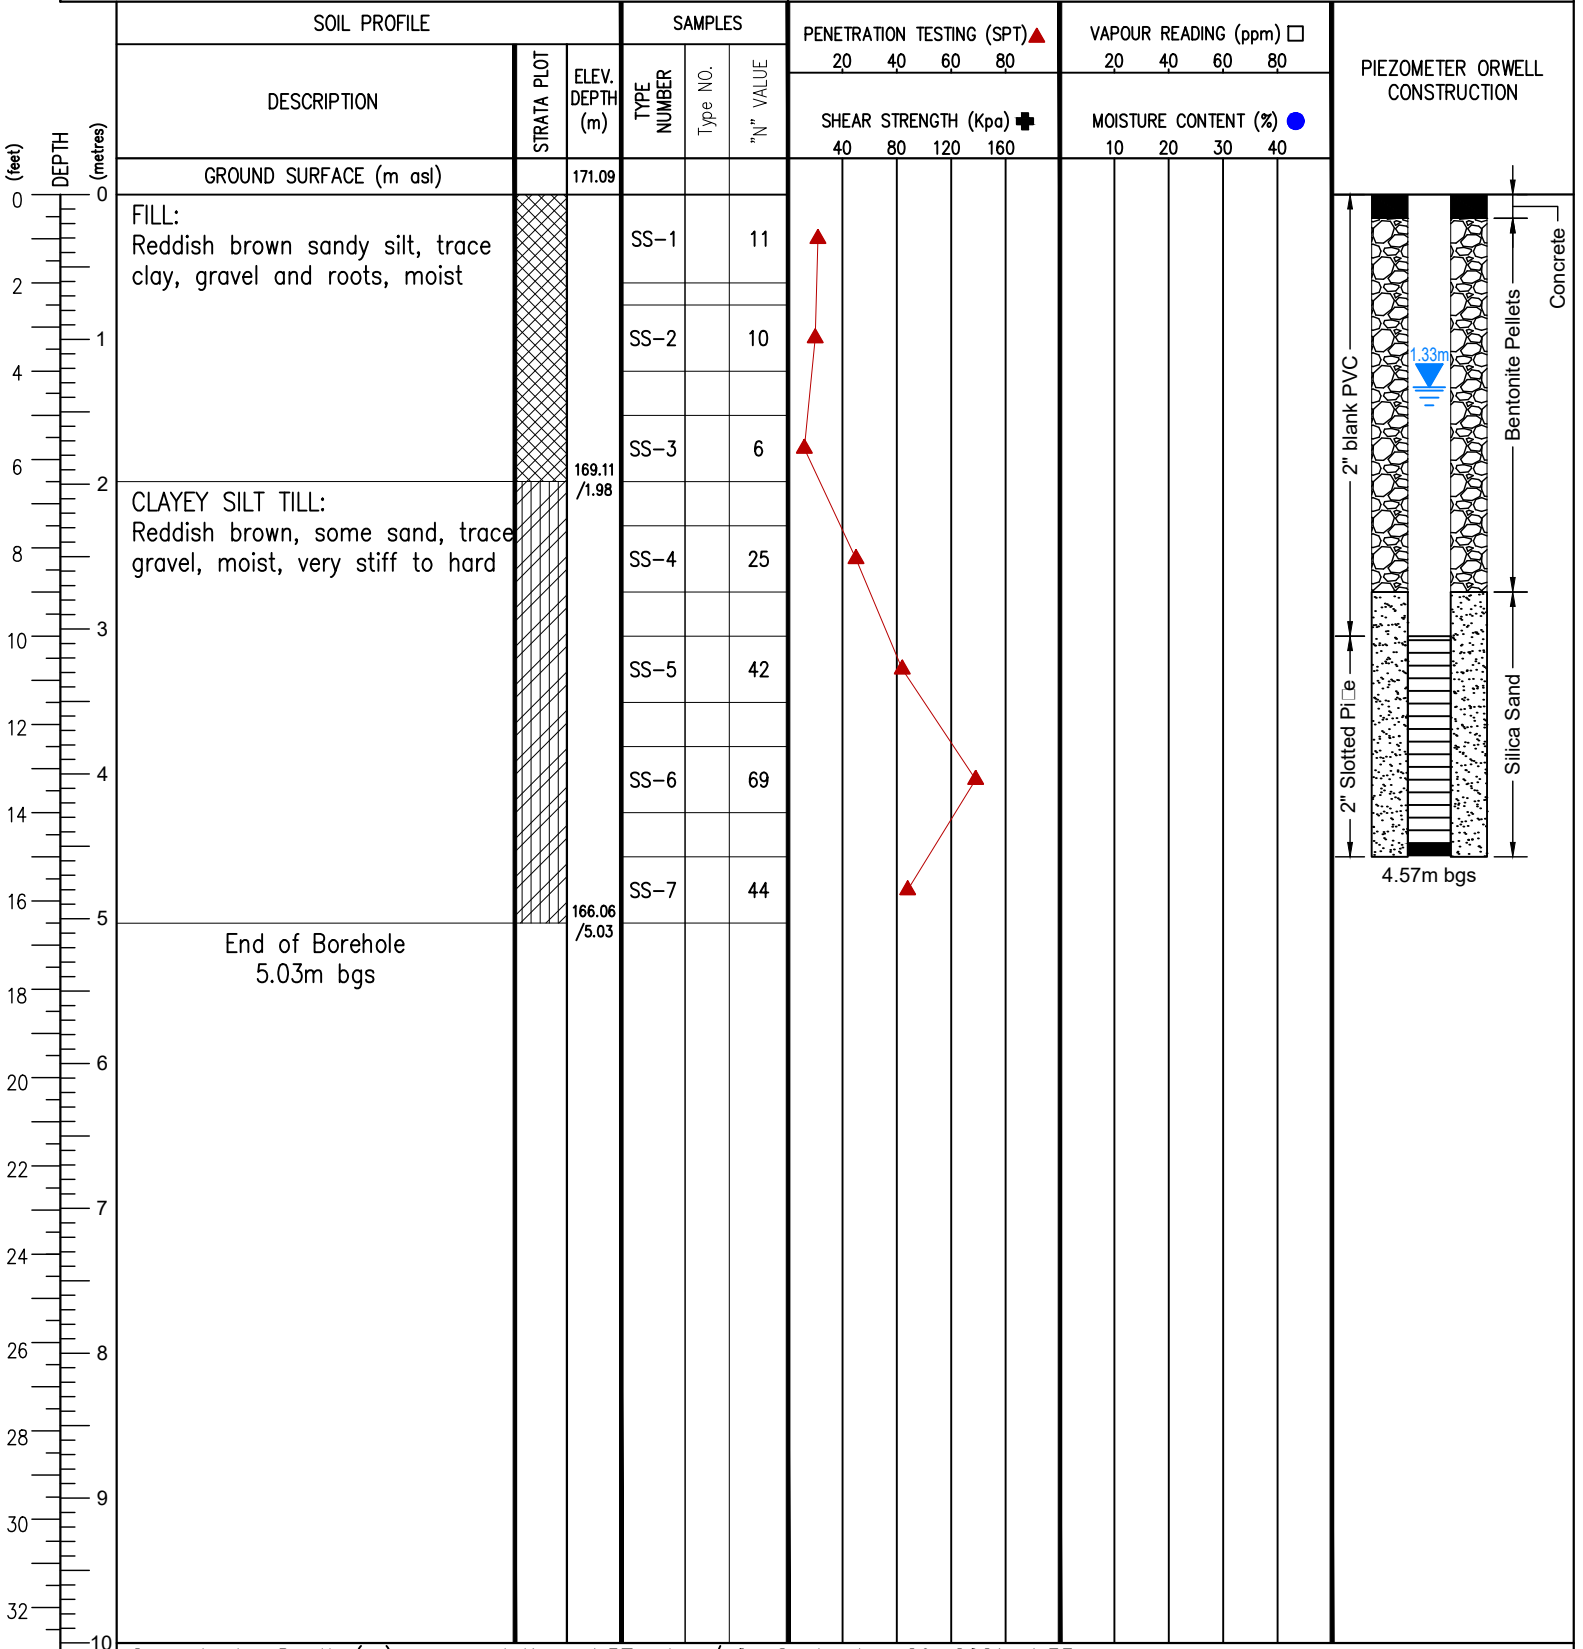 SOIL PROFILE
SAMPLES
PENETRATION TESTING (SPT)
20 40 60 80
VAPOUR READING (ppm)
20 40 60 80
PIEZOMETER ORWELL
CONSTRUCTION
DESCRIPTION
STRATA PLOT
ELEV.
DEPTH
(m)
TYPE
NUMBER
Type NO.
"N" VALUE
SHEAR STRENGTH (Kpa)
40 80 120 160
MOISTURE CONTENT (%)
10 20 30 40
(feet)
DEPTH
(metres)
GROUND SURFACE (m asl)
171.09
0
2
4
6
8
10
12
14
16
18
20
22
24
26
28
30
32
0
1
2
3
4
5
6
7
8
9
10
FILL:
Reddish brown sandy silt, trace
clay, gravel and roots, moist
169.11
/1.98
CLAYEY SILT TILL:
Reddish brown, some sand, trace
gravel, moist, very stiff to hard
166.06
/5.03
End of Borehole
5.03m bgs
SS-1 11
SS-2 10
SS-3 6
SS-4 25
SS-5 42
SS-6 69
SS-7 44
2" blank PVC
2" Slotted Pi□e
1.33m
Concrete
Bentonite Pellets
Silica Sand
4.57m bgs